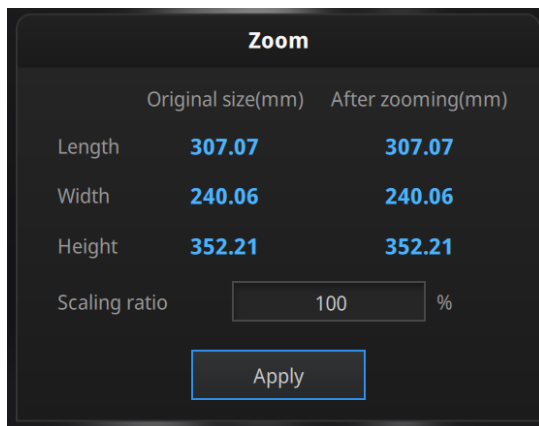 Zoom
Original size(mm) After zooming(mm)
Length 307.07 307.07
Width 240.06 240.06
Height 352.21 352.21
Scaling ratio 100 %
Apply